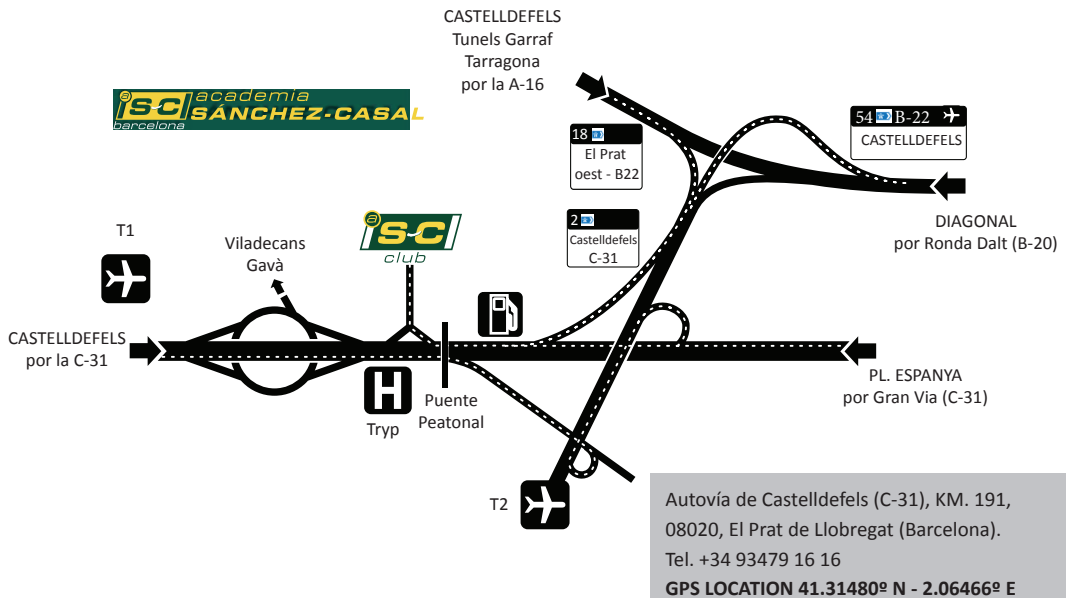 CASTELLDEFELS
Tunels Garraf
Tarragona
por la A-16
a
S-C
barcelona
academia
SÁNCHEZ-CASAL
18
El Prat
oest - B22
54 B-22
CASTELLDEFELS
2
Castelldefels
C-31
DIAGONAL
por Ronda Dalt (B-20)
T1
Viladecans
Gavà
a
S-C
club
CASTELLDEFELS
por la C-31
H
Tryp
Puente
Peatonal
PL. ESPANYA
por Gran Via (C-31)
T2
Autovía de Castelldefels (C-31), KM. 191,
08020, El Prat de Llobregat (Barcelona).
Tel. +34 93479 16 16
GPS LOCATION 41.31480º N - 2.06466º E